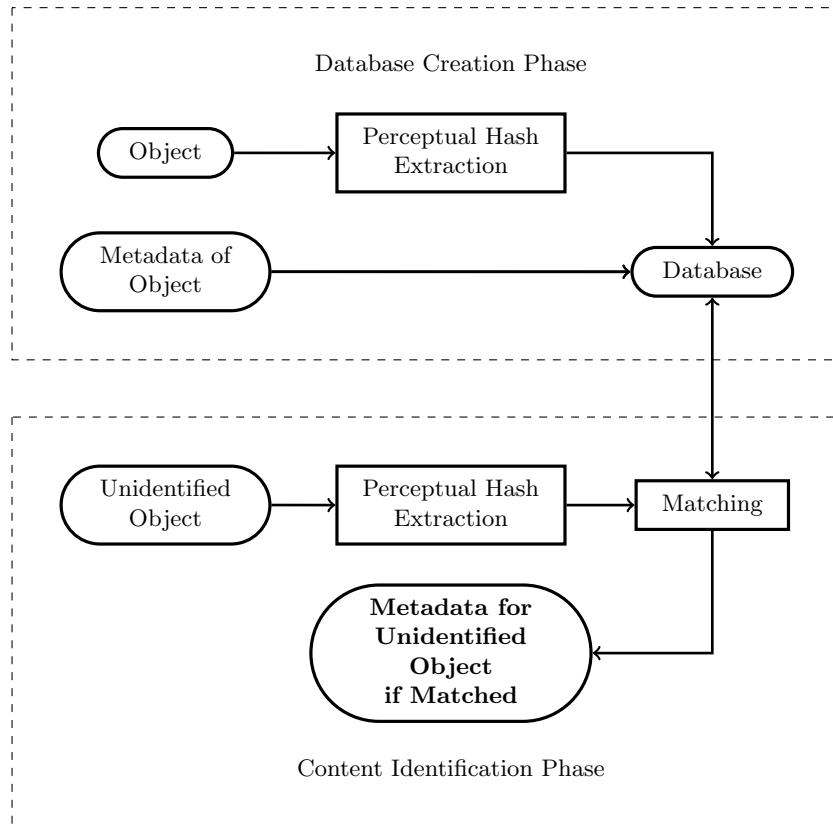 Database Creation Phase
Object
Perceptual Hash
Extraction
Metadata of
Object
Database
Unidentified
Object
Perceptual Hash
Extraction
Matching
Metadata for
Unidentified
Object
if Matched
Content Identification Phase